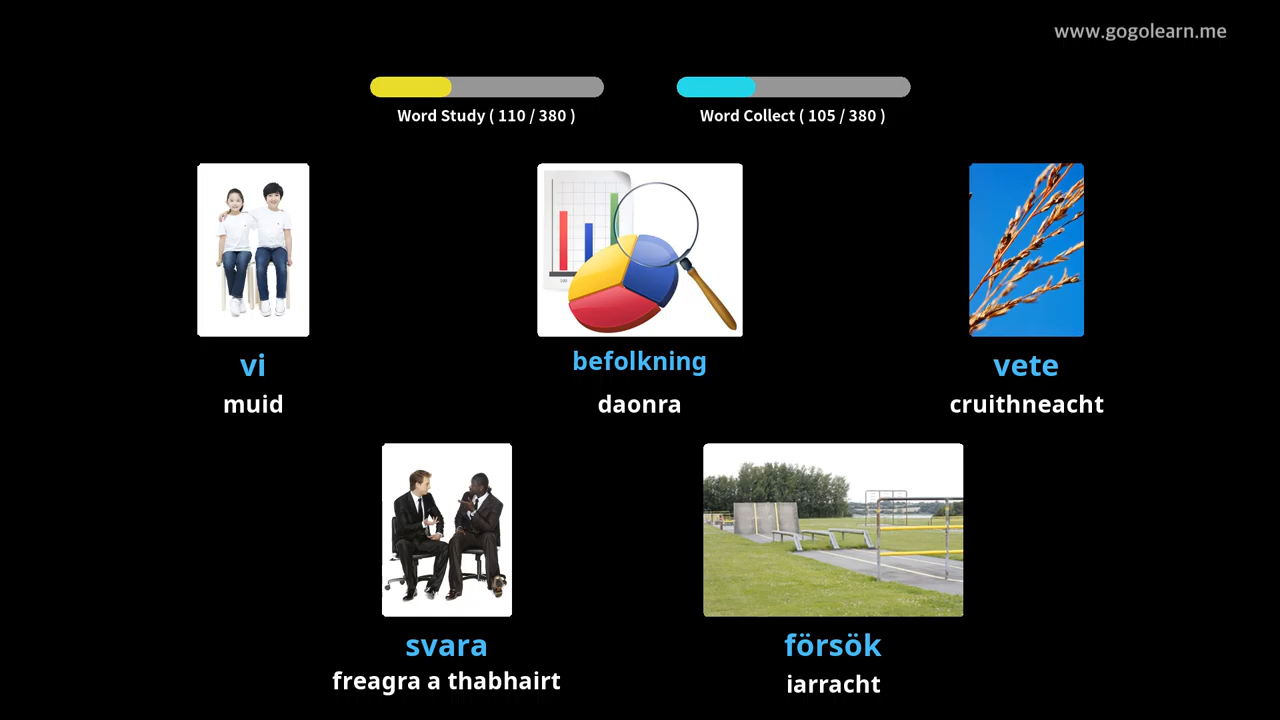 www.gogolearn.me
Word Study ( 110 / 380 )
Word Collect ( 105 / 380 )
vi
muid
befolkning
daonra
vete
cruithneacht
svara
freagra a thabhairt
försök
iarracht